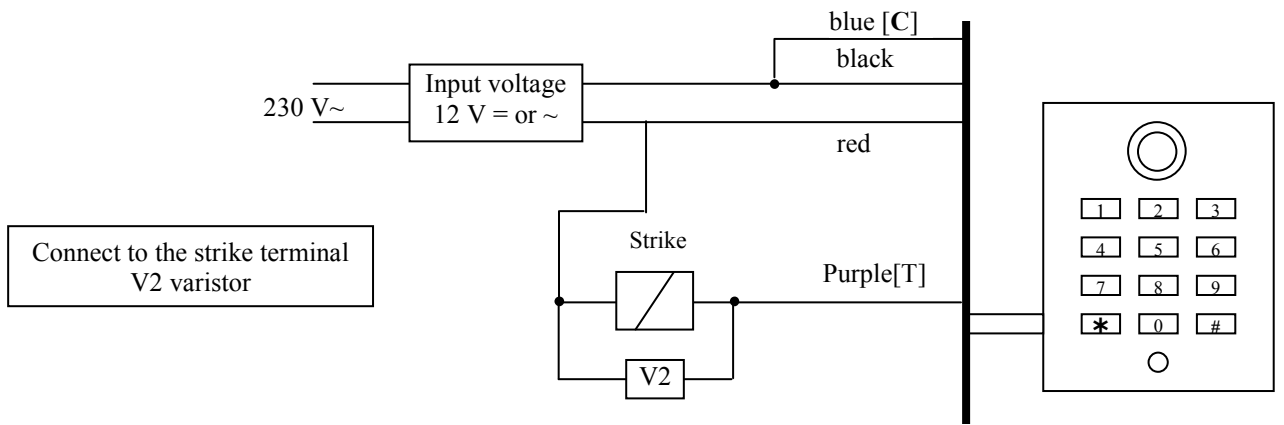 blue [C]
black
Input voltage
12 V = or ~
230 V~
red
Connect to the strike terminal
V2 varistor
Strike
Purple[T]
V2
1 2 3
4 5 6
7 8 9
* 0 #